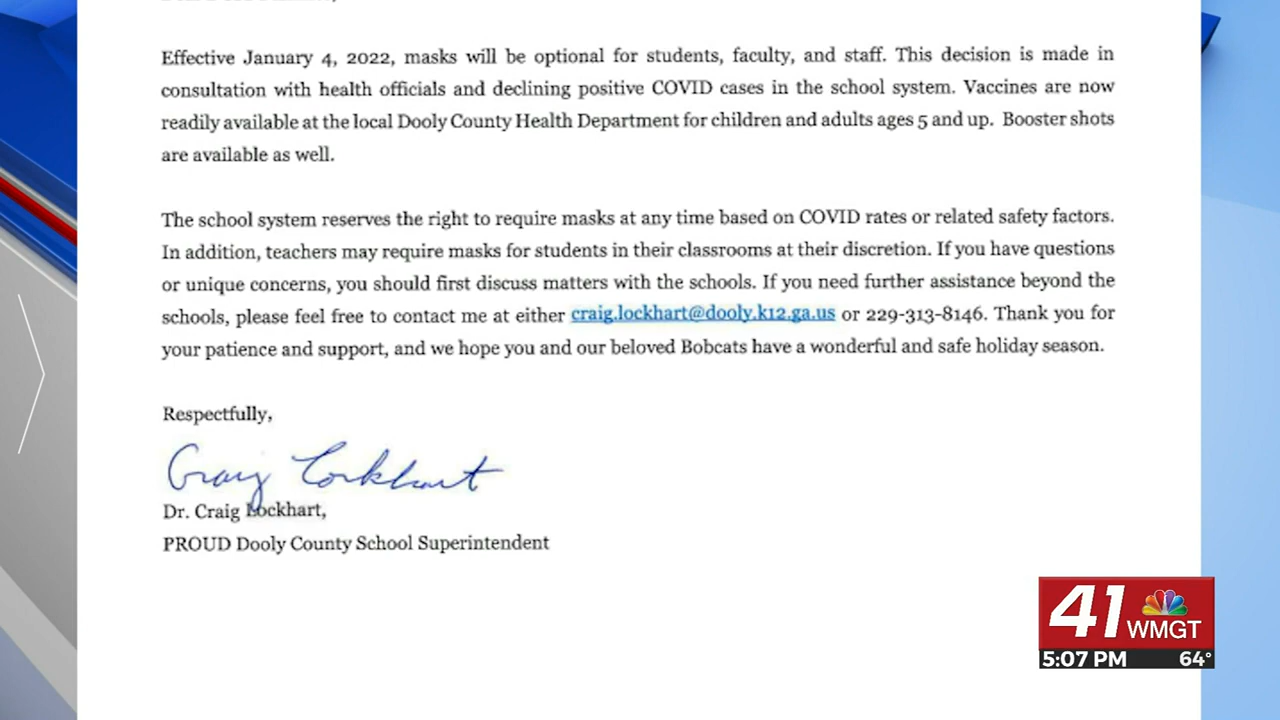 Effective January 4, 2022, masks will be optional for students, faculty, and staff. This decision is made in
consultation with health officials and declining positive COVID cases in the school system. Vaccines are now
readily available at the local Dooly County Health Department for children and adults ages 5 and up. Booster shots
are available as well.
The school system reserves the right to require masks at any time based on COVID rates or related safety factors.
In addition, teachers may require masks for students in their classrooms at their discretion. If you have questions
or unique concerns, you should first discuss matters with the schools. If you need further assistance beyond the
schools, please feel free to contact me at either craig.lockhart@dooly.k12.ga.us or 229-313-8146. Thank you for
your patience and support, and we hope you and our beloved Bobcats have a wonderful and safe holiday season.
Respectfully,
Craig Lockhart
Dr. Craig Lockhart,
PROUD Dooly County School Superintendent
41 WMGT
5:07 PM 64°